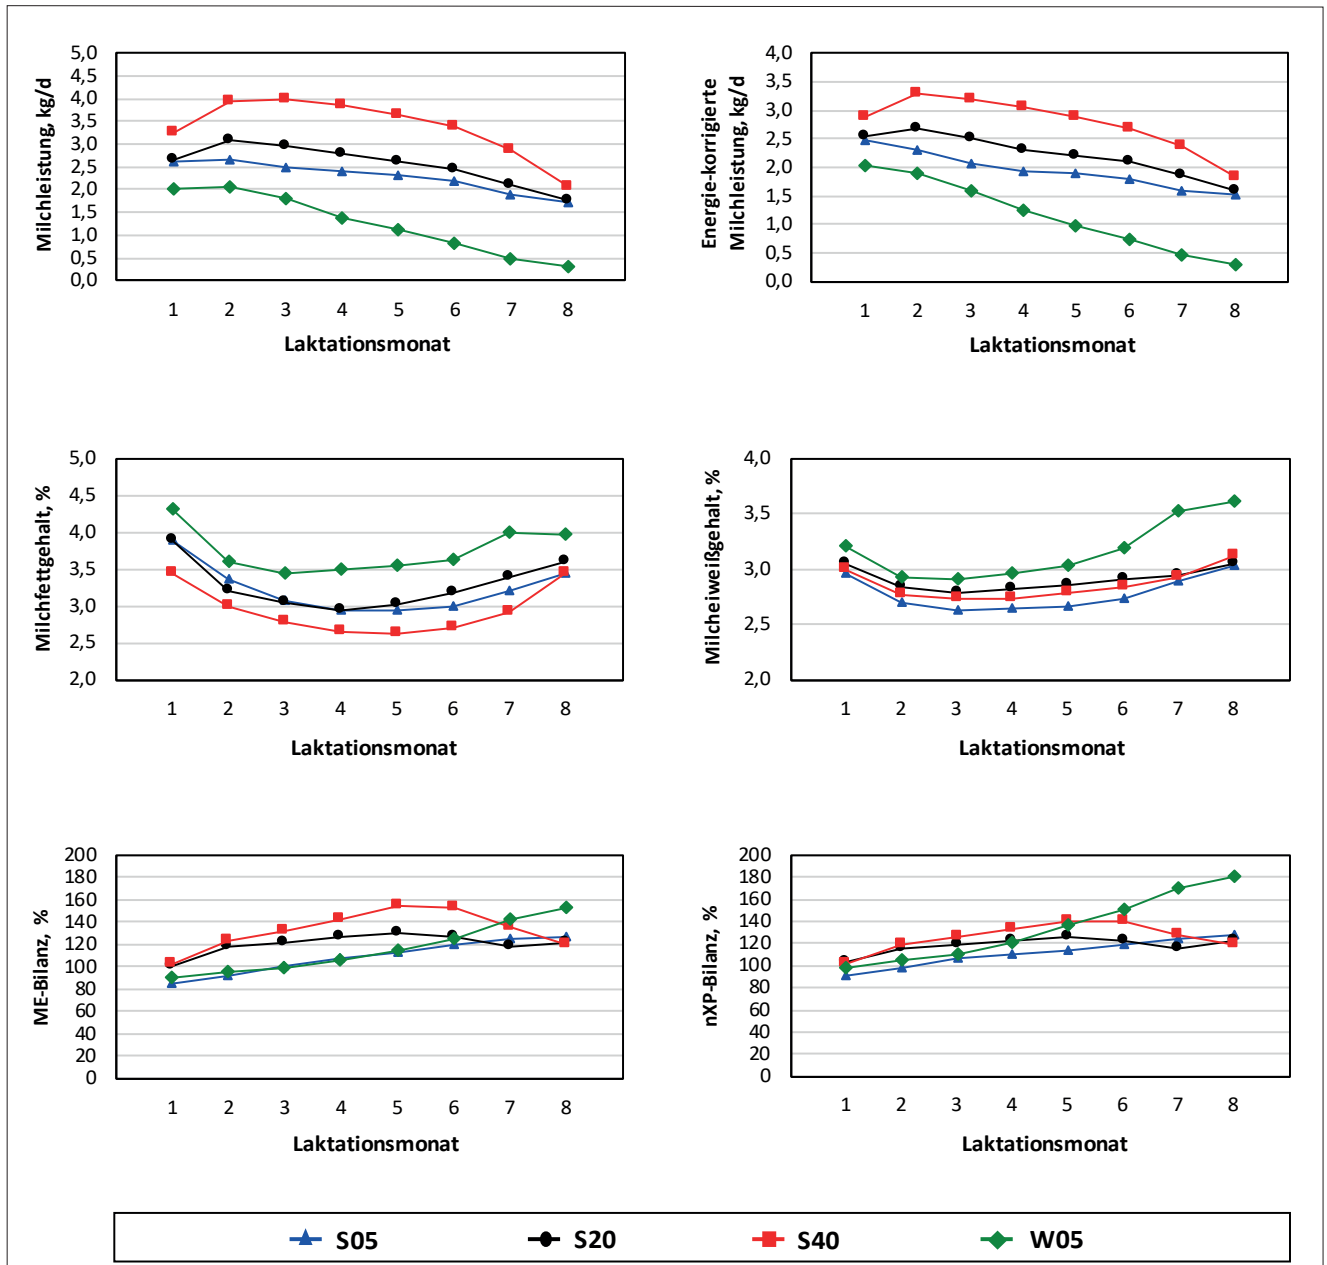 Milchleistung, kg/d
5,0
4,5
4,0
3,5
3,0
2,5
2,0
1,5
1,0
0,5
0,0
1 2 3 4 5 6 7 8
Laktationsmonat
Energie-korrigierte
Milchleistung, kg/d
4,0
3,5
3,0
2,5
2,0
1,5
1,0
0,5
0,0
1 2 3 4 5 6 7 8
Laktationsmonat
Milchfettgehalt, %
5,0
4,5
4,0
3,5
3,0
2,5
2,0
1 2 3 4 5 6 7 8
Laktationsmonat
Milcheiweißgehalt, %
4,0
3,5
3,0
2,5
2,0
1 2 3 4 5 6 7 8
Laktationsmonat
ME-Bilanz, %
200
180
160
140
120
100
80
60
40
20
0
1 2 3 4 5 6 7 8
Laktationsmonat
nXP-Bilanz, %
200
180
160
140
120
100
80
60
40
20
0
1 2 3 4 5 6 7 8
Laktationsmonat
S05 S20 S40 W05